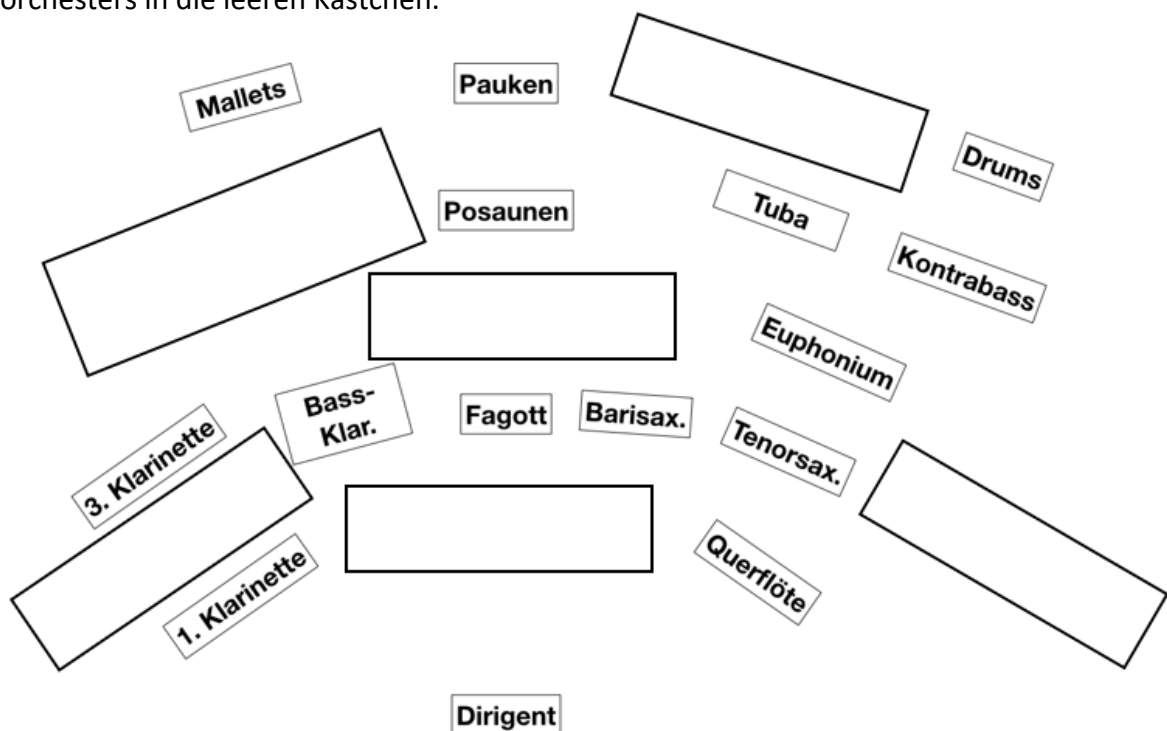 orchesters in die leeren Kästchen.
Mallets
Pauken
Drums
Posaunen
Tuba
Kontrabass
Euphonium
Bass-
Klar.
Fagott
Barisax.
Tenorsax.
3. Klarinette
1. Klarinette
Querflöte
Dirigent